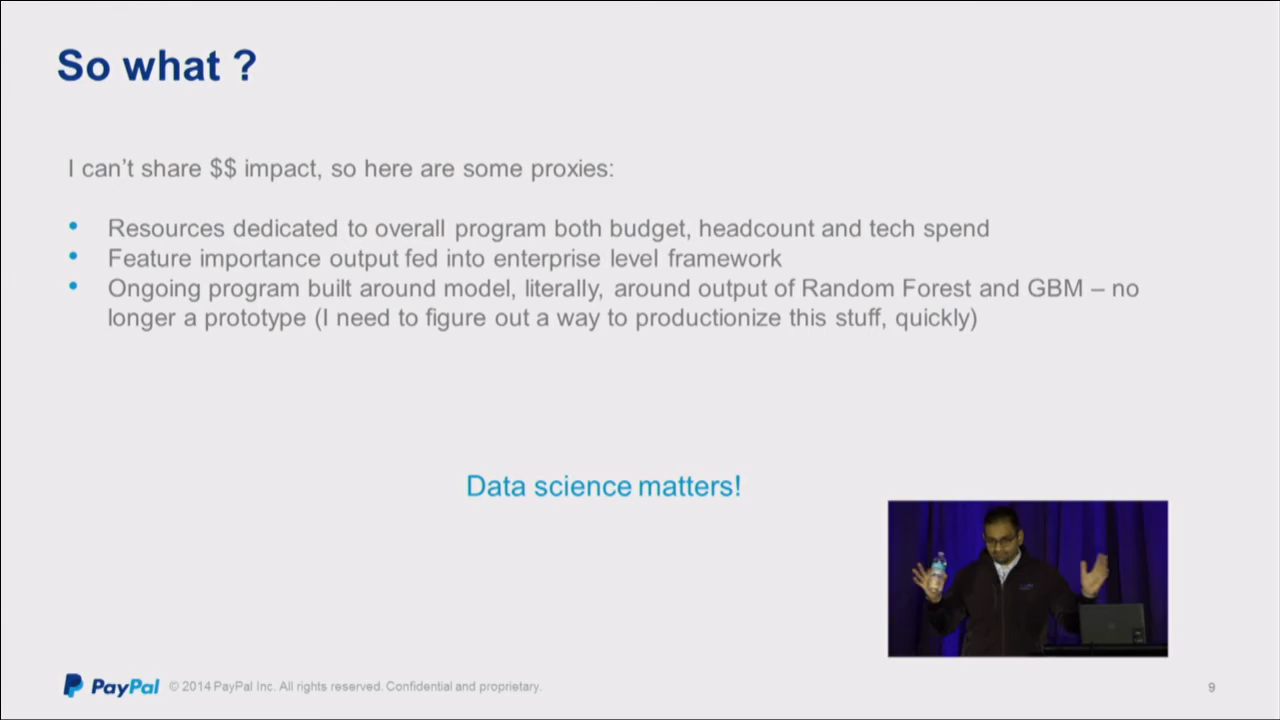 So what ?
I can't share $$ impact, so here are some proxies:
• Resources dedicated to overall program both budget, headcount and tech spend
• Feature importance output fed into enterprise level framework
• Ongoing program built around model, literally, around output of Random Forest and GBM – no
longer a prototype (I need to figure out a way to productionize this stuff, quickly)
Data science matters!
PayPal © 2014 PayPal Inc. All rights reserved. Confidential and proprietary. 9